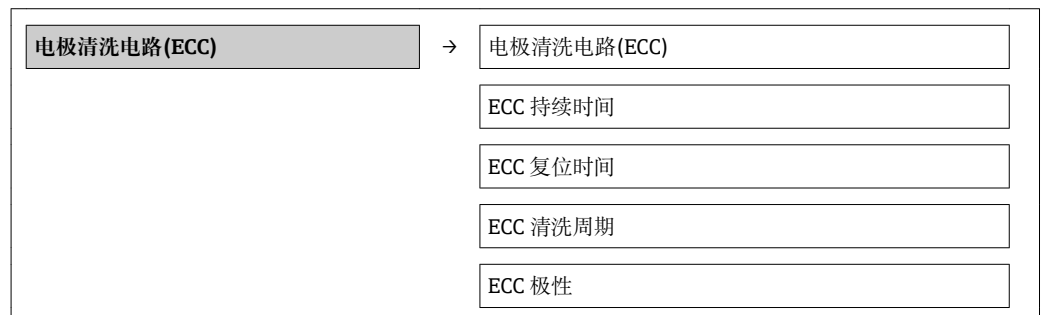 电极清洗电路(ECC) → 电极清洗电路(ECC)
ECC 持续时间
ECC 复位时间
ECC 清洗周期
ECC 极性